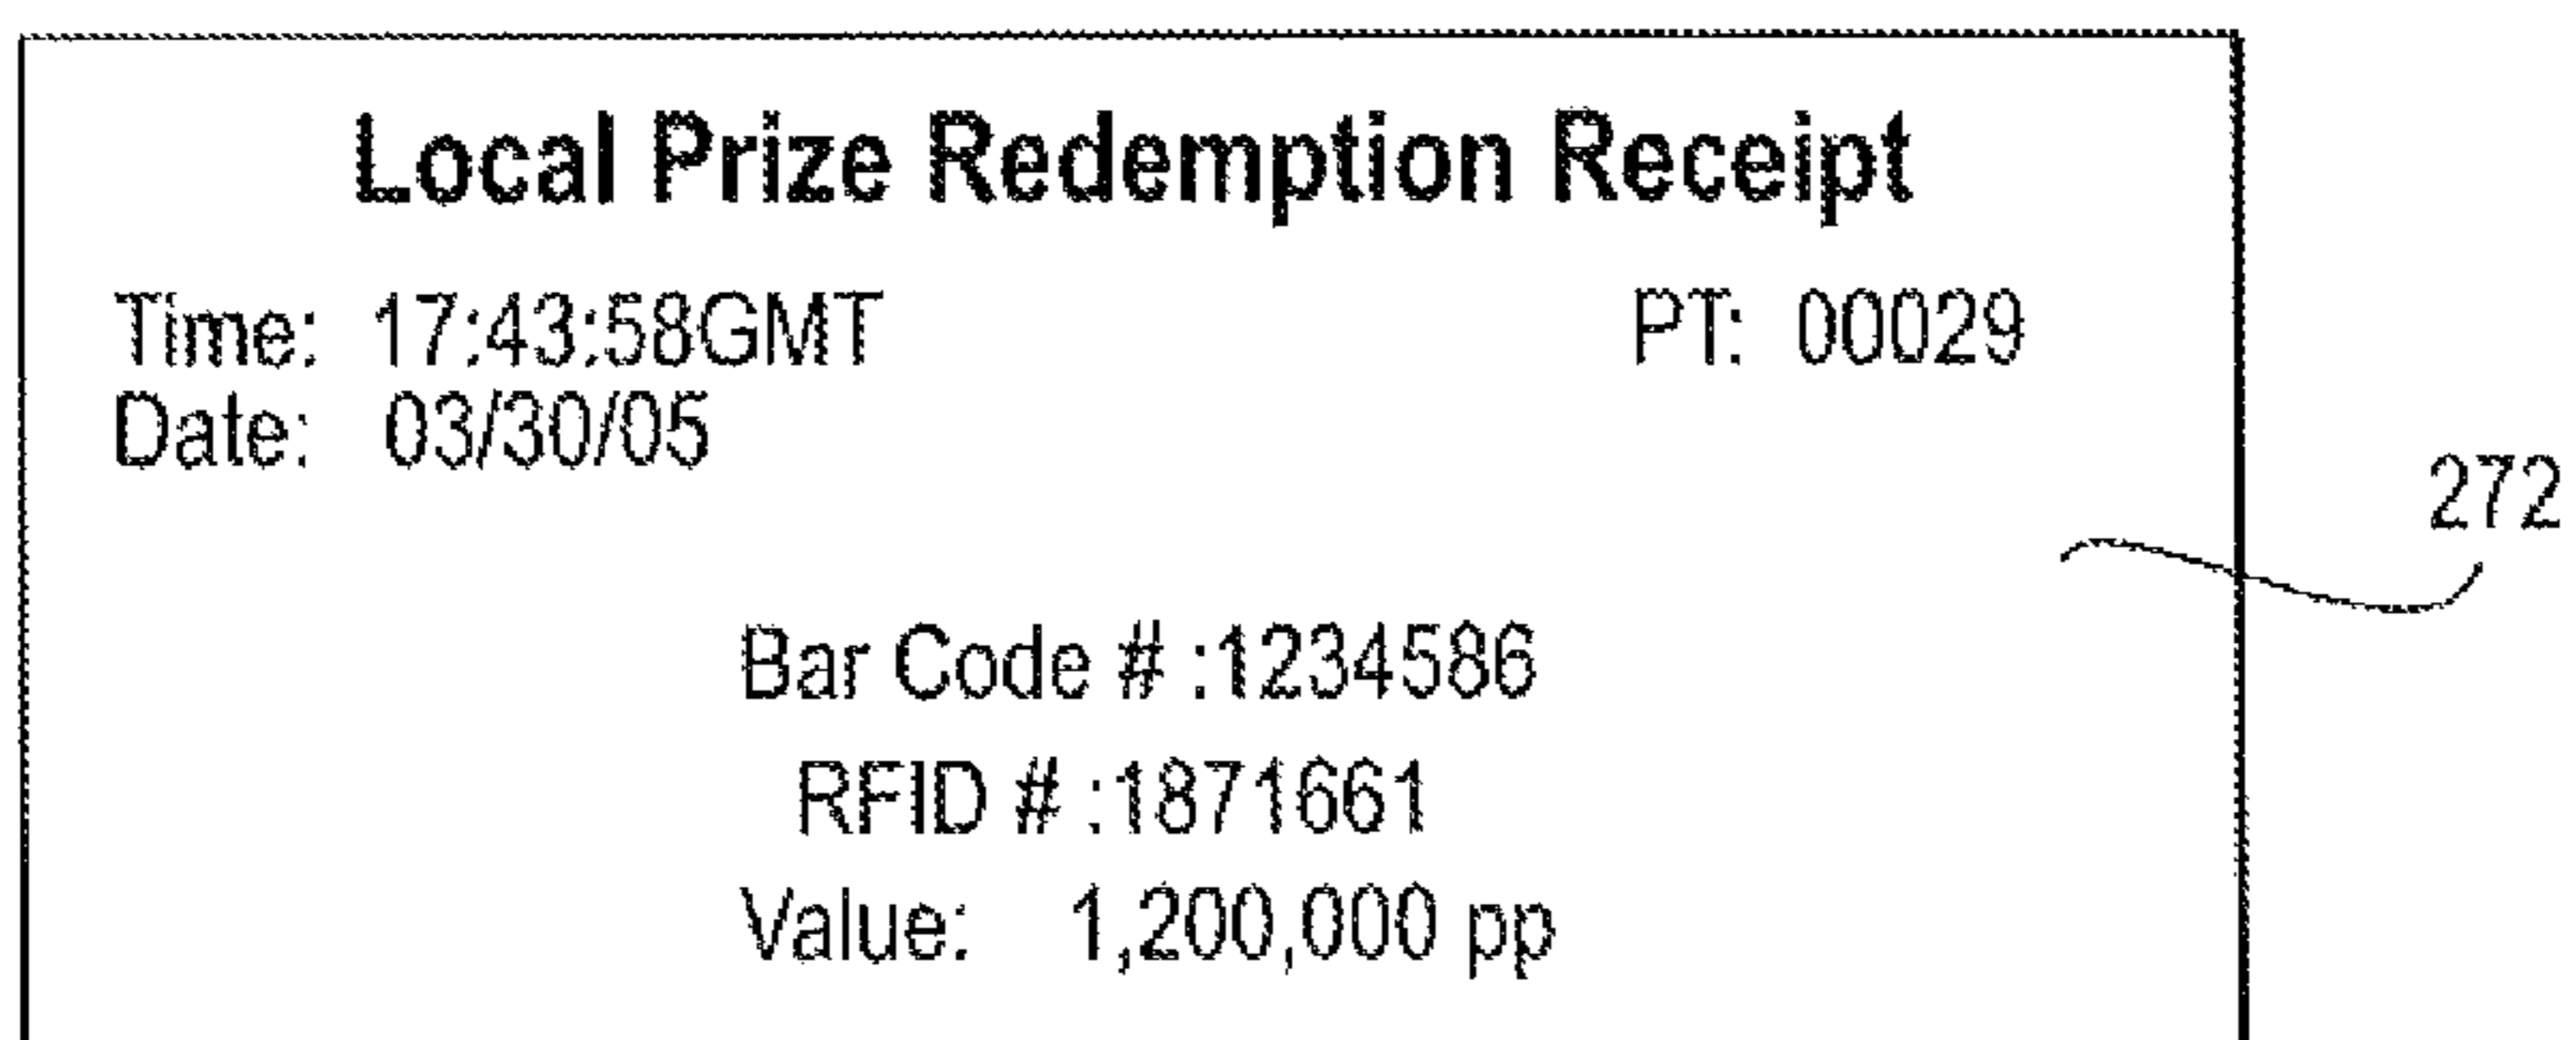 Local Prize Redemption Receipt
Time: 17:43:58GMT PT: 00029
Date: 03/30/05
272
Bar Code # :1234586
RFID # :1871661
Value: 1,200,000 pp